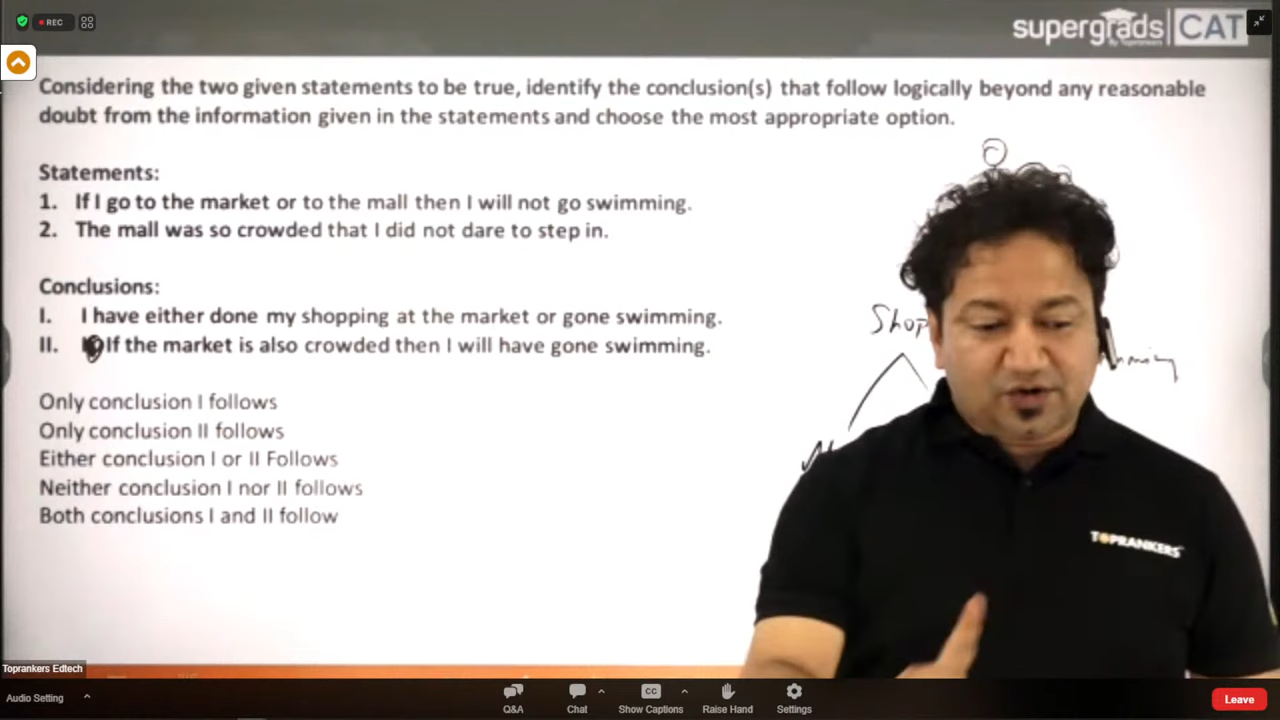 REC
supergrads CAT
By Toprankers
Considering the two given statements to be true, identify the conclusion(s) that follow logically beyond any reasonable
doubt from the information given in the statements and choose the most appropriate option.
Statements:
1. If I go to the market or to the mall then I will not go swimming.
2. The mall was so crowded that I did not dare to step in.
Conclusions:
I. I have either done my shopping at the market or gone swimming.
II. If the market is also crowded then I will have gone swimming.
Shop
Only conclusion I follows
Only conclusion II follows
Either conclusion I or II Follows
Neither conclusion I nor II follows
Both conclusions I and II follow
TOPRANKERS
Toprankers Edtech
Audio Setting
Q&A
Chat
CC
Show Captions
Raise Hand
Settings
Leave